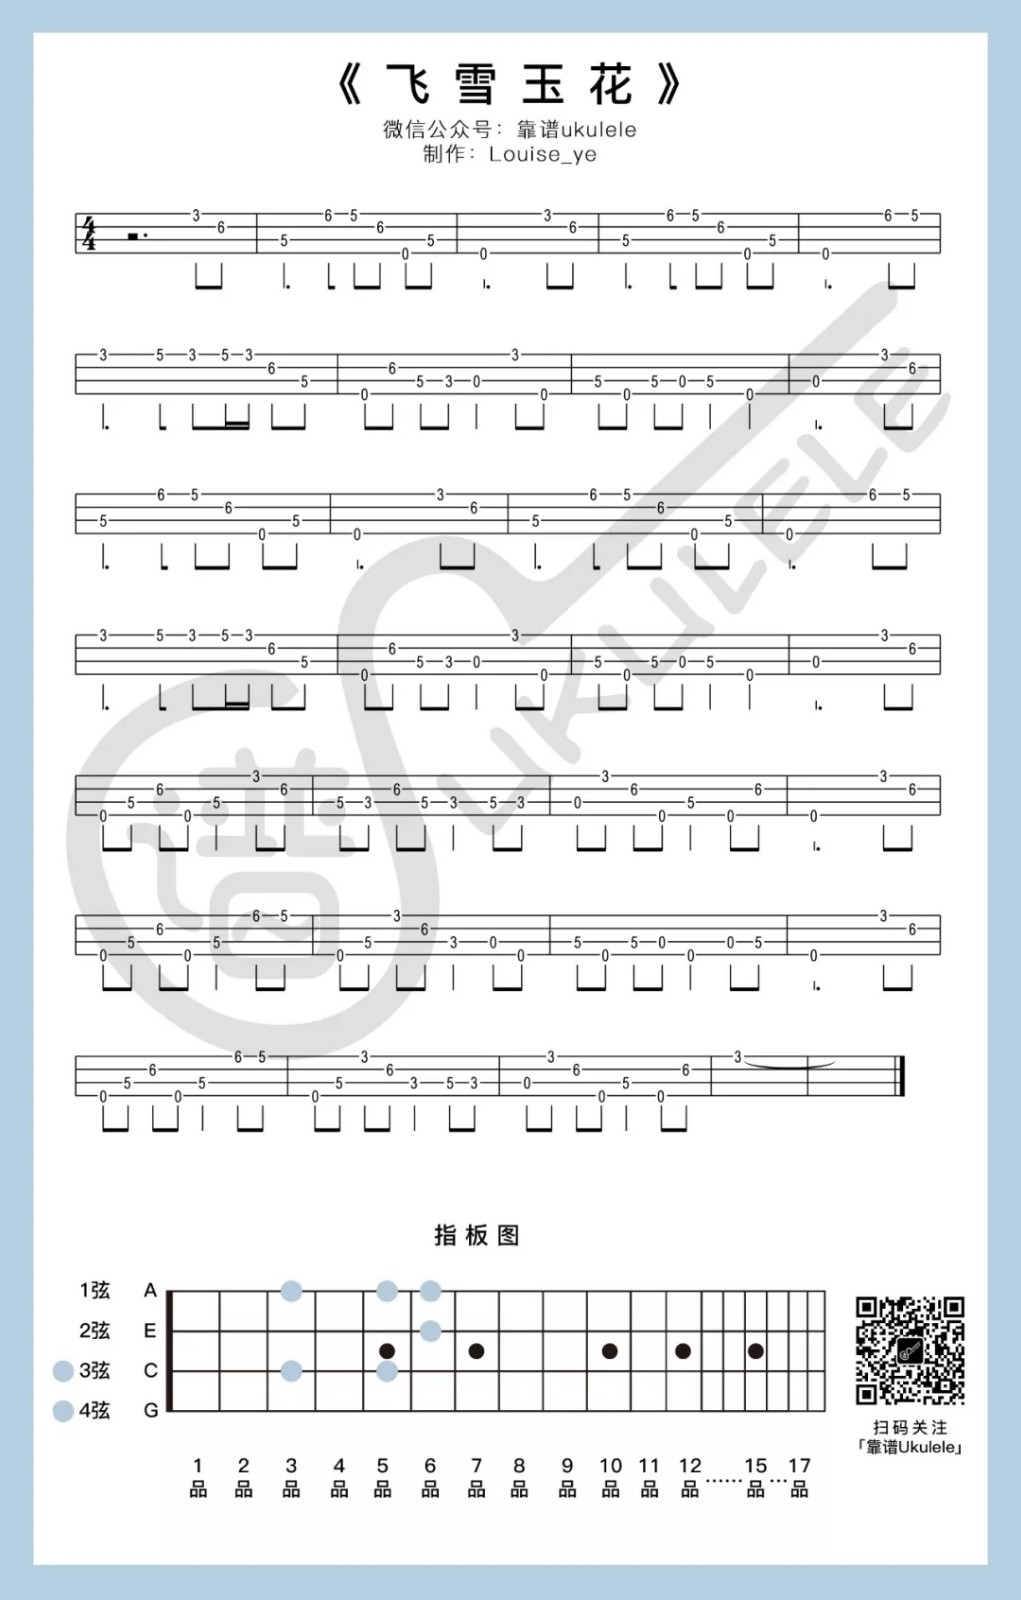 《飞雪玉花》
微信公众号：靠谱ukulele
制作：Louise_ye
4 3 6 5 6 5 6 0 5 0 3 6 5 6 5 6 0 5 0 6 5
4
3 5 3 5 3 6 5 0 6 5 3 0 3 0 5 0 5 0 5 0 0 3 6
5 6 5 6 0 5 0 3 6 5 6 5 6 0 5 0 6 5
3 5 3 5 3 6 5 0 6 5 3 0 3 0 5 0 5 0 5 0 0 3 6
0 5 6 0 5 3 6 5 3 6 5 3 5 3 0 3 6 0 5 0 6 0 3 6
0 5 6 0 5 6 5 0 5 3 6 3 0 0 5 0 5 0 0 0 5 0 3 6
0 5 6 0 5 6 5 0 5 3 6 3 5 3 0 3 6 0 5 0 6 3
谱 UKULELE
指板图
1弦 A
2弦 E
3弦 C
4弦 G
1 2 3 4 5 6 7 8 9 10 11 12 15 17
品 品 品 品 品 品 品 品 品 品 品 品 …… 品 … 品
扫码关注
「靠谱Ukulele」